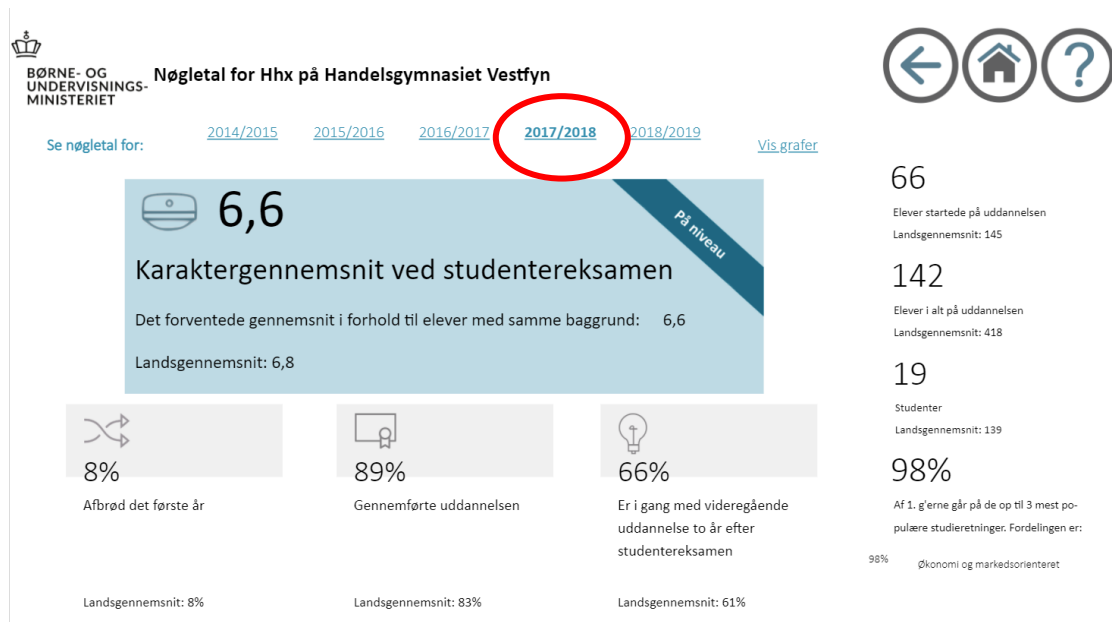 BØRNE- OG
UNDERVISNINGS-
MINISTERIET
Nøgletal for Hhx på Handelsgymnasiet Vestfyn
Se nøgletal for:
2014/2015 2015/2016 2016/2017 2017/2018 2018/2019
Vis grafer
6,6
På niveau
Karaktergennemsnit ved studentereksamen
Det forventede gennemsnit i forhold til elever med samme baggrund: 6,6
Landsgennemsnit: 6,8
8%
Afbrød det første år
Landsgennemsnit: 8%
89%
Gennemførte uddannelsen
Landsgennemsnit: 83%
66%
Er i gang med videregående
uddannelse to år efter
studentereksamen
Landsgennemsnit: 61%
66
Elever startede på uddannelsen
Landsgennemsnit: 145
142
Elever i alt på uddannelsen
Landsgennemsnit: 418
19
Studenter
Landsgennemsnit: 139
98%
Af 1. g'erne går på de op til 3 mest po-
pulære studieretninger. Fordelingen er:
98% Økonomi og markedsorienteret